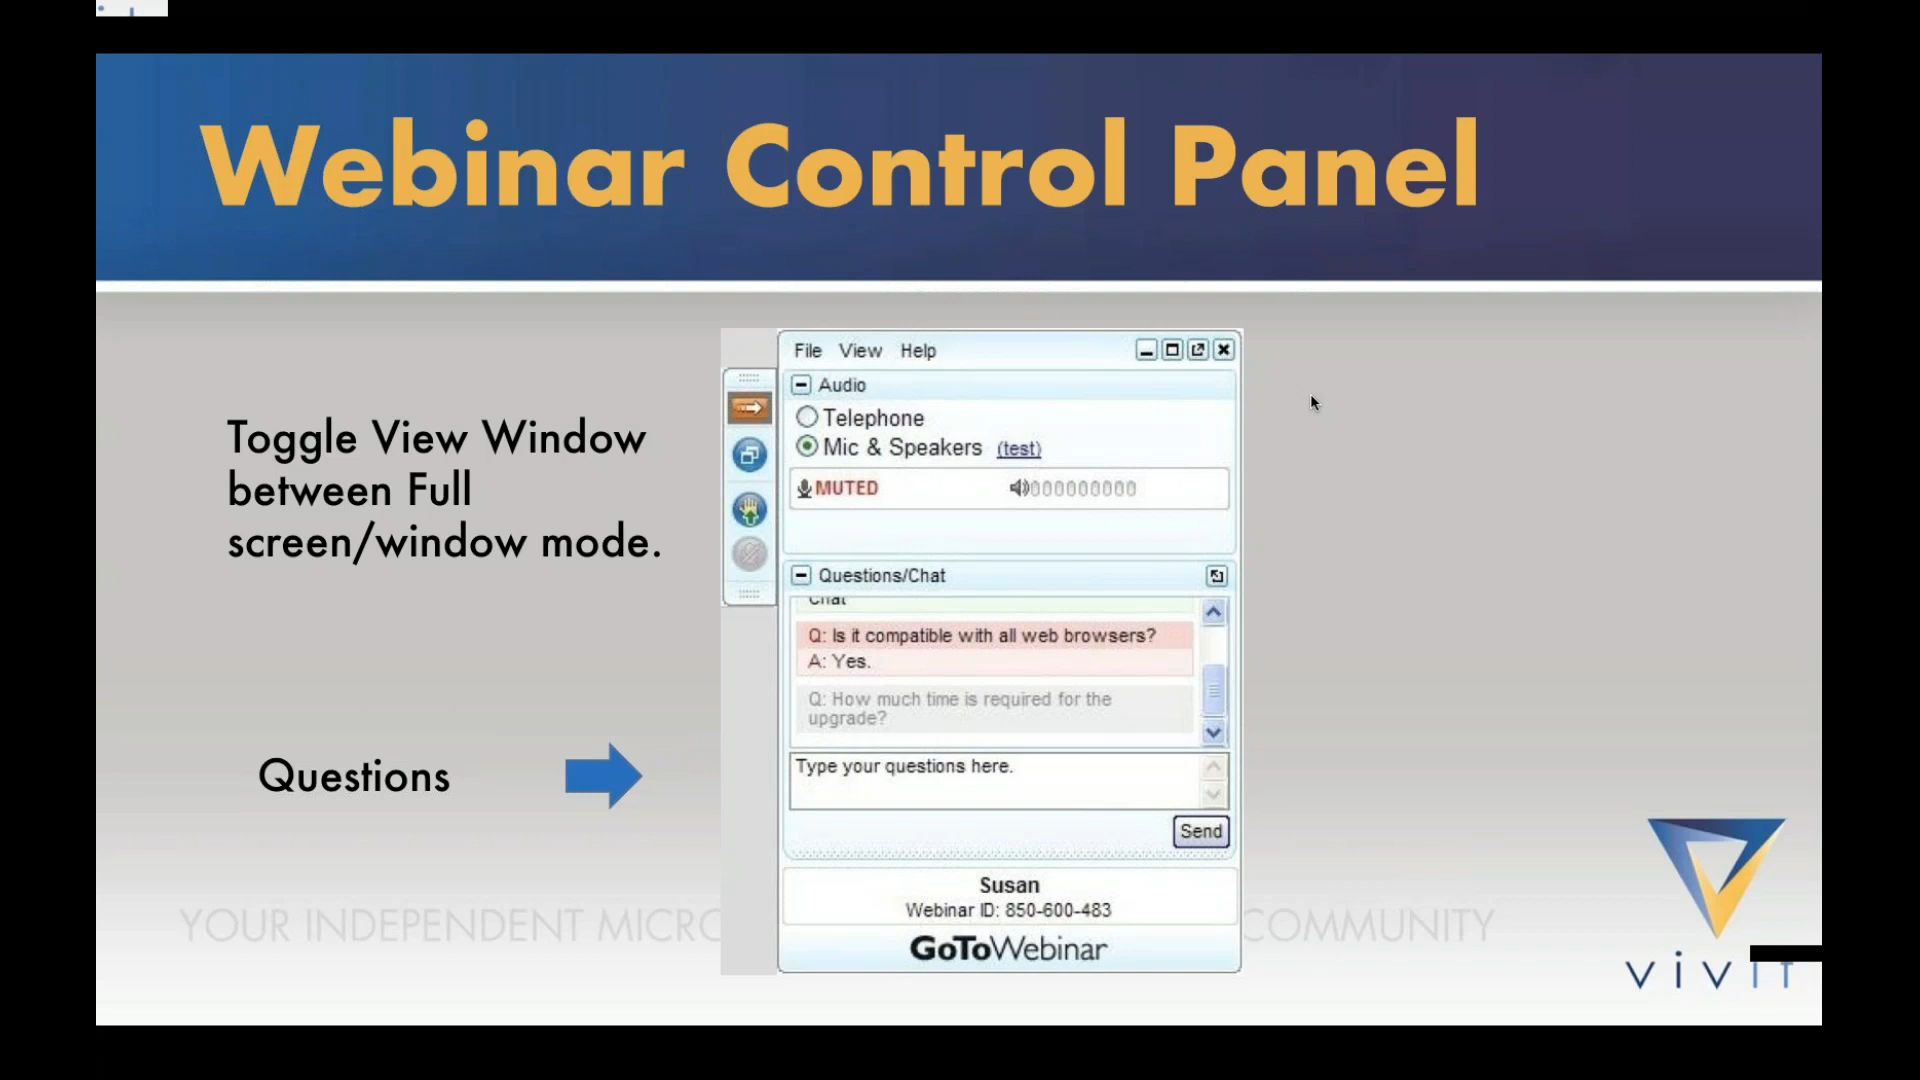 Webinar Control Panel
Toggle View Window
between Full
screen/window mode.
Questions
File View Help
Audio
Telephone
Mic & Speakers (test)
MUTED
Questions/Chat
Chat
Q: Is it compatible with all web browsers?
A: Yes.
Q: How much time is required for the
upgrade?
Type your questions here.
Send
Susan
Webinar ID: 850-600-483
GoToWebinar
YOUR INDEPENDENT COMMUNITY
vivit